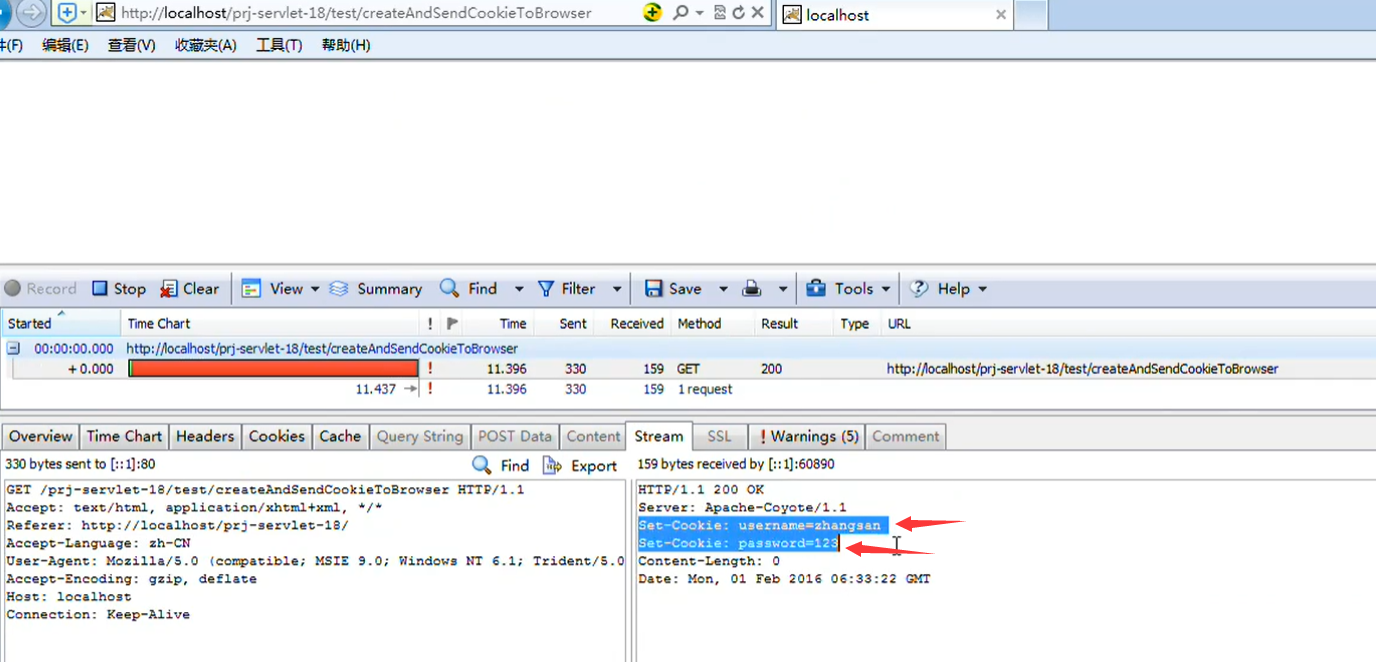 http://localhost/prj-servlet-18/test/createAndSendCookieToBrowser
localhost
(F) 编辑(E) 查看(V) 收藏夹(A) 工具(T) 帮助(H)
Record Stop Clear View Summary Find Filter Save Tools Help
Started Time Chart ! Time Sent Received Method Result Type URL
00:00:00.000 http://localhost/prj-servlet-18/test/createAndSendCookieToBrowser
+ 0.000 ! 11.396 330 159 GET 200 http://localhost/prj-servlet-18/test/createAndSendCookieToBrowser
11.437 ! 11.396 330 159 1 request
Overview Time Chart Headers Cookies Cache Query String POST Data Content Stream SSL ! Warnings (5) Comment
330 bytes sent to [::1]:80 Find Export
GET /prj-servlet-18/test/createAndSendCookieToBrowser HTTP/1.1
Accept: text/html, application/xhtml+xml, */*
Referer: http://localhost/prj-servlet-18/
Accept-Language: zh-CN
User-Agent: Mozilla/5.0 (compatible; MSIE 9.0; Windows NT 6.1; Trident/5.0
Accept-Encoding: gzip, deflate
Host: localhost
Connection: Keep-Alive
159 bytes received by [::1]:60890
HTTP/1.1 200 OK
Server: Apache-Coyote/1.1
Set-Cookie: username=zhangsan
Set-Cookie: password=123
Content-Length: 0
Date: Mon, 01 Feb 2016 06:33:22 GMT